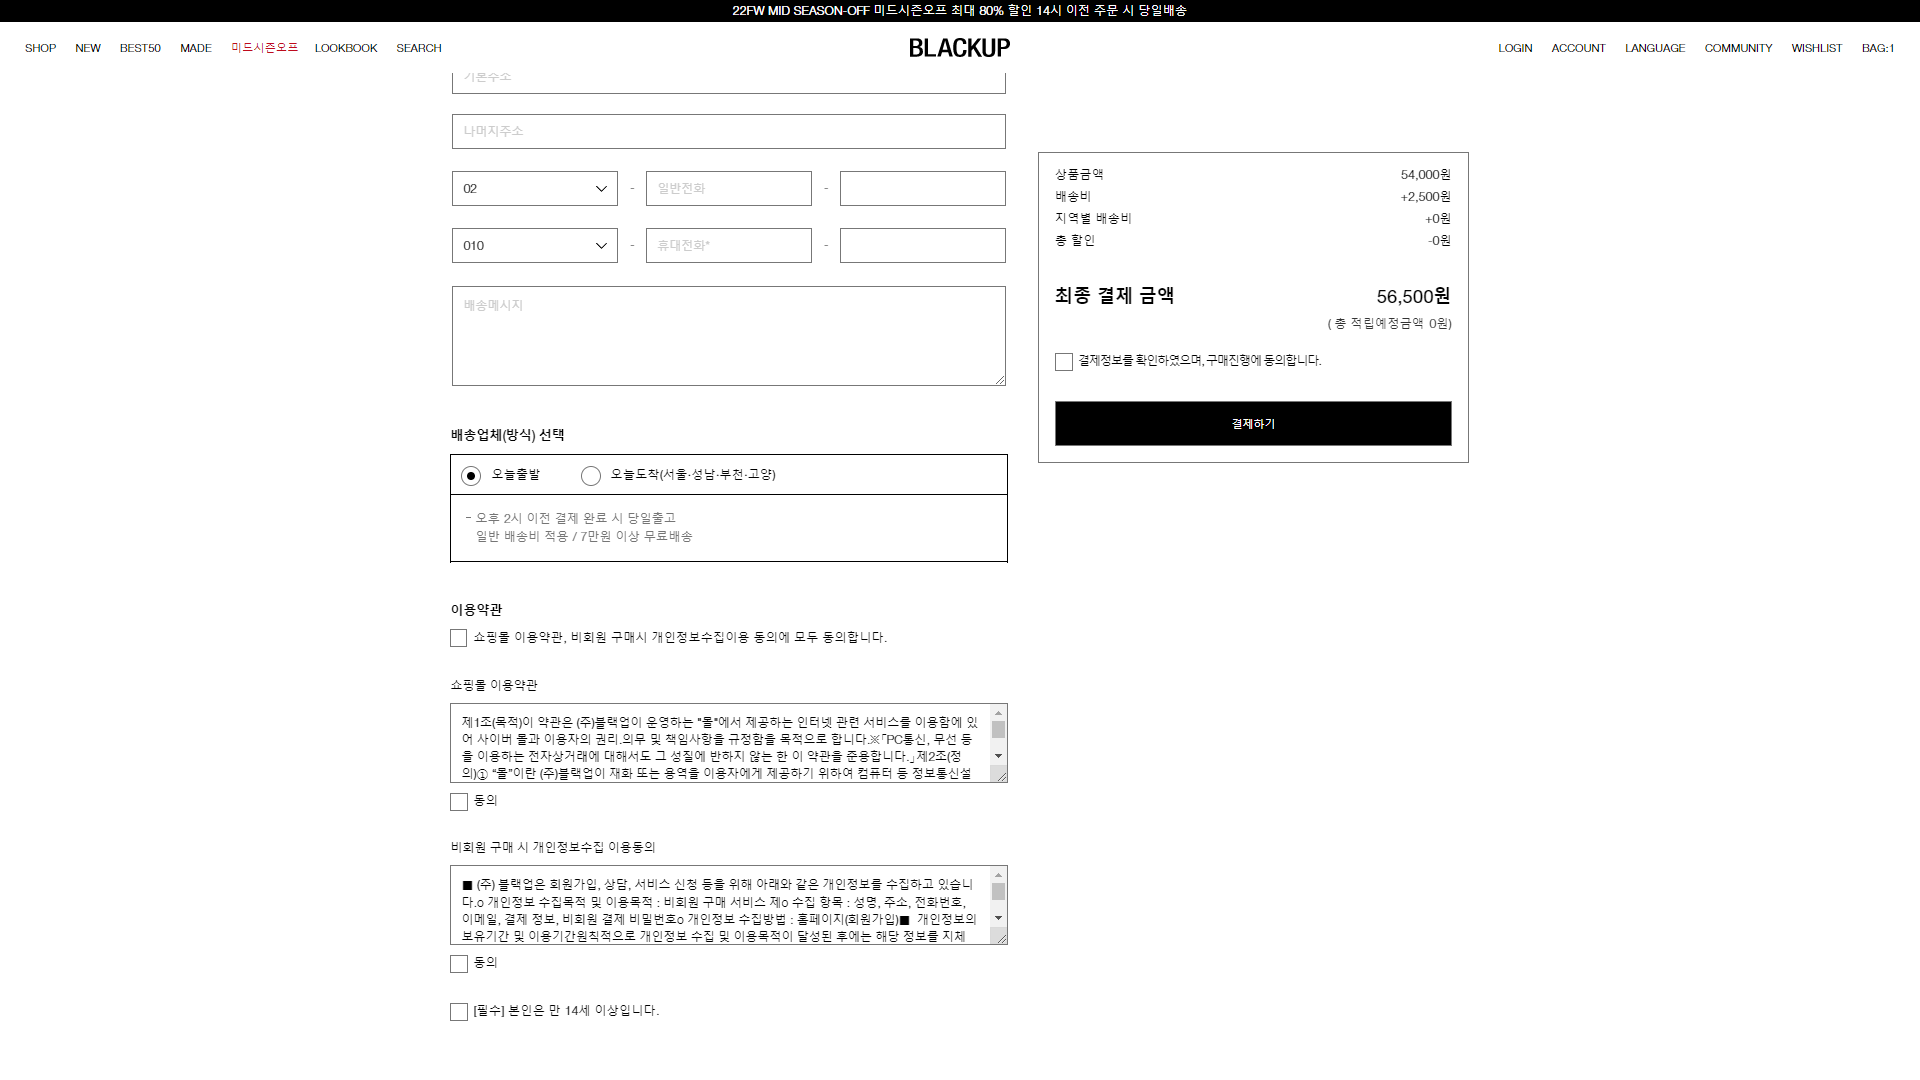 22FW MID SEASON-OFF 미드시즌오프 최대 80% 할인 14시 이전 주문 시 당일배송
SHOP NEW BEST50 MADE 미드시즌오프 LOOKBOOK SEARCH
BLACKUP
LOGIN ACCOUNT LANGUAGE COMMUNITY WISHLIST BAG:1
기본주소
나머지주소
02 - 일반전화 -
010 - 휴대전화* -
배송메시지
배송업체(방식) 선택
오늘출발 오늘도착(서울·성남·부천·고양)
- 오후 2시 이전 결제 완료 시 당일출고
일반 배송비 적용 / 7만원 이상 무료배송
이용약관
쇼핑몰 이용약관, 비회원 구매시 개인정보수집이용 동의에 모두 동의합니다.
쇼핑몰 이용약관
제1조(목적)이 약관은 (주)블랙업이 운영하는 "몰"에서 제공하는 인터넷 관련 서비스를 이용함에 있
어 사이버 몰과 이용자의 권리.의무 및 책임사항을 규정함을 목적으로 합니다.※「PC통신, 무선 등
을 이용하는 전자상거래에 대해서도 그 성질에 반하지 않는 한 이 약관을 준용합니다.」제2조(정
의)① “몰”이란 (주)블랙업이 재화 또는 용역을 이용자에게 제공하기 위하여 컴퓨터 등 정보통신설
동의
비회원 구매 시 개인정보수집 이용동의
■ (주) 블랙업은 회원가입, 상담, 서비스 신청 등을 위해 아래와 같은 개인정보를 수집하고 있습니
다.o 개인정보 수집목적 및 이용목적 : 비회원 구매 서비스 제o 수집 항목 : 성명, 주소, 전화번호,
이메일, 결제 정보, 비회원 결제 비밀번호o 개인정보 수집방법 : 홈페이지(회원가입)■ 개인정보의
보유기간 및 이용기간원칙적으로 개인정보 수집 및 이용목적이 달성된 후에는 해당 정보를 지체
동의
[필수] 본인은 만 14세 이상입니다.
상품금액 54,000원
배송비 +2,500원
지역별 배송비 +0원
총 할인 -0원
최종 결제 금액 56,500원
( 총 적립예정금액 0원)
결제정보를 확인하였으며, 구매진행에 동의합니다.
결제하기